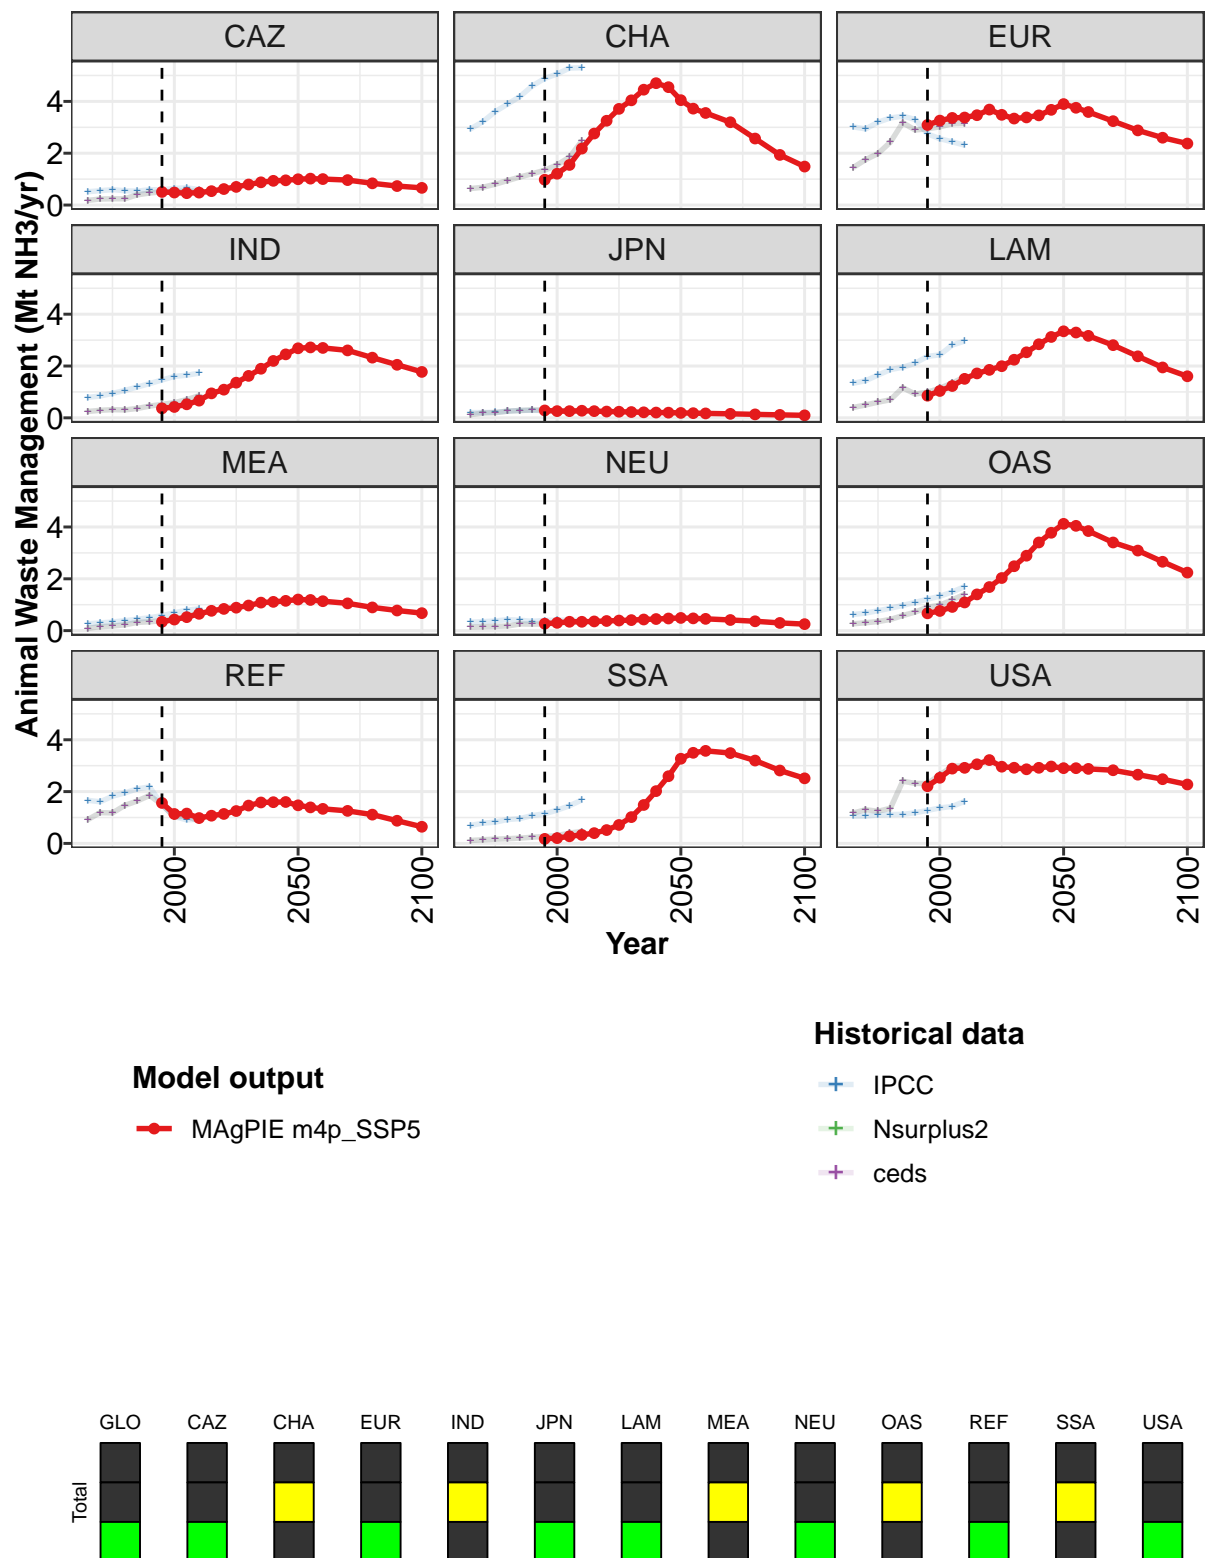 CAZ CHA EUR
4
2
0
IND JPN LAM
4
2
0
MEA NEU OAS
4
2
0
REF SSA USA
4
2
0
Animal Waste Management (Mt NH3/yr)
2000 2050 2100 2000 2050 2100 2000 2050 2100
Year
Model output
MAgPIE m4p_SSP5
Historical data
IPCC
Nsurplus2
ceds
GLO CAZ CHA EUR IND JPN LAM MEA NEU OAS REF SSA USA
Total